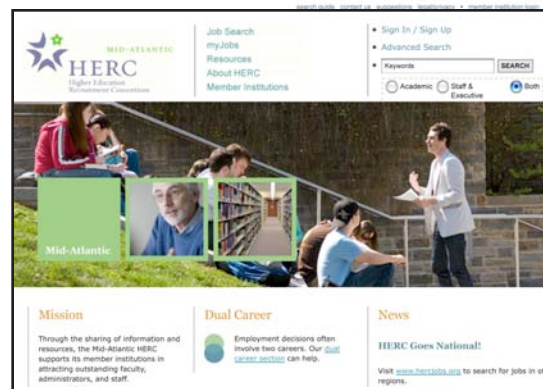 search guide contact us suggestions legal/privacy • member institution login
MID-ATLANTIC
HERC
Higher Education
Recruitment Consortium
Job Search
myJobs
Resources
About HERC
Member Institutions
Sign In / Sign Up
Advanced Search
Keywords SEARCH
Academic Staff & Executive Both
Mid-Atlantic
Mission
Through the sharing of information and
resources, the Mid-Atlantic HERC
supports its member institutions in
attracting outstanding faculty,
administrators, and staff.
Dual Career
Employment decisions often
involve two careers. Our dual
career section can help.
News
HERC Goes National!
Visit www.hercjobs.org to search for jobs in ot
regions.